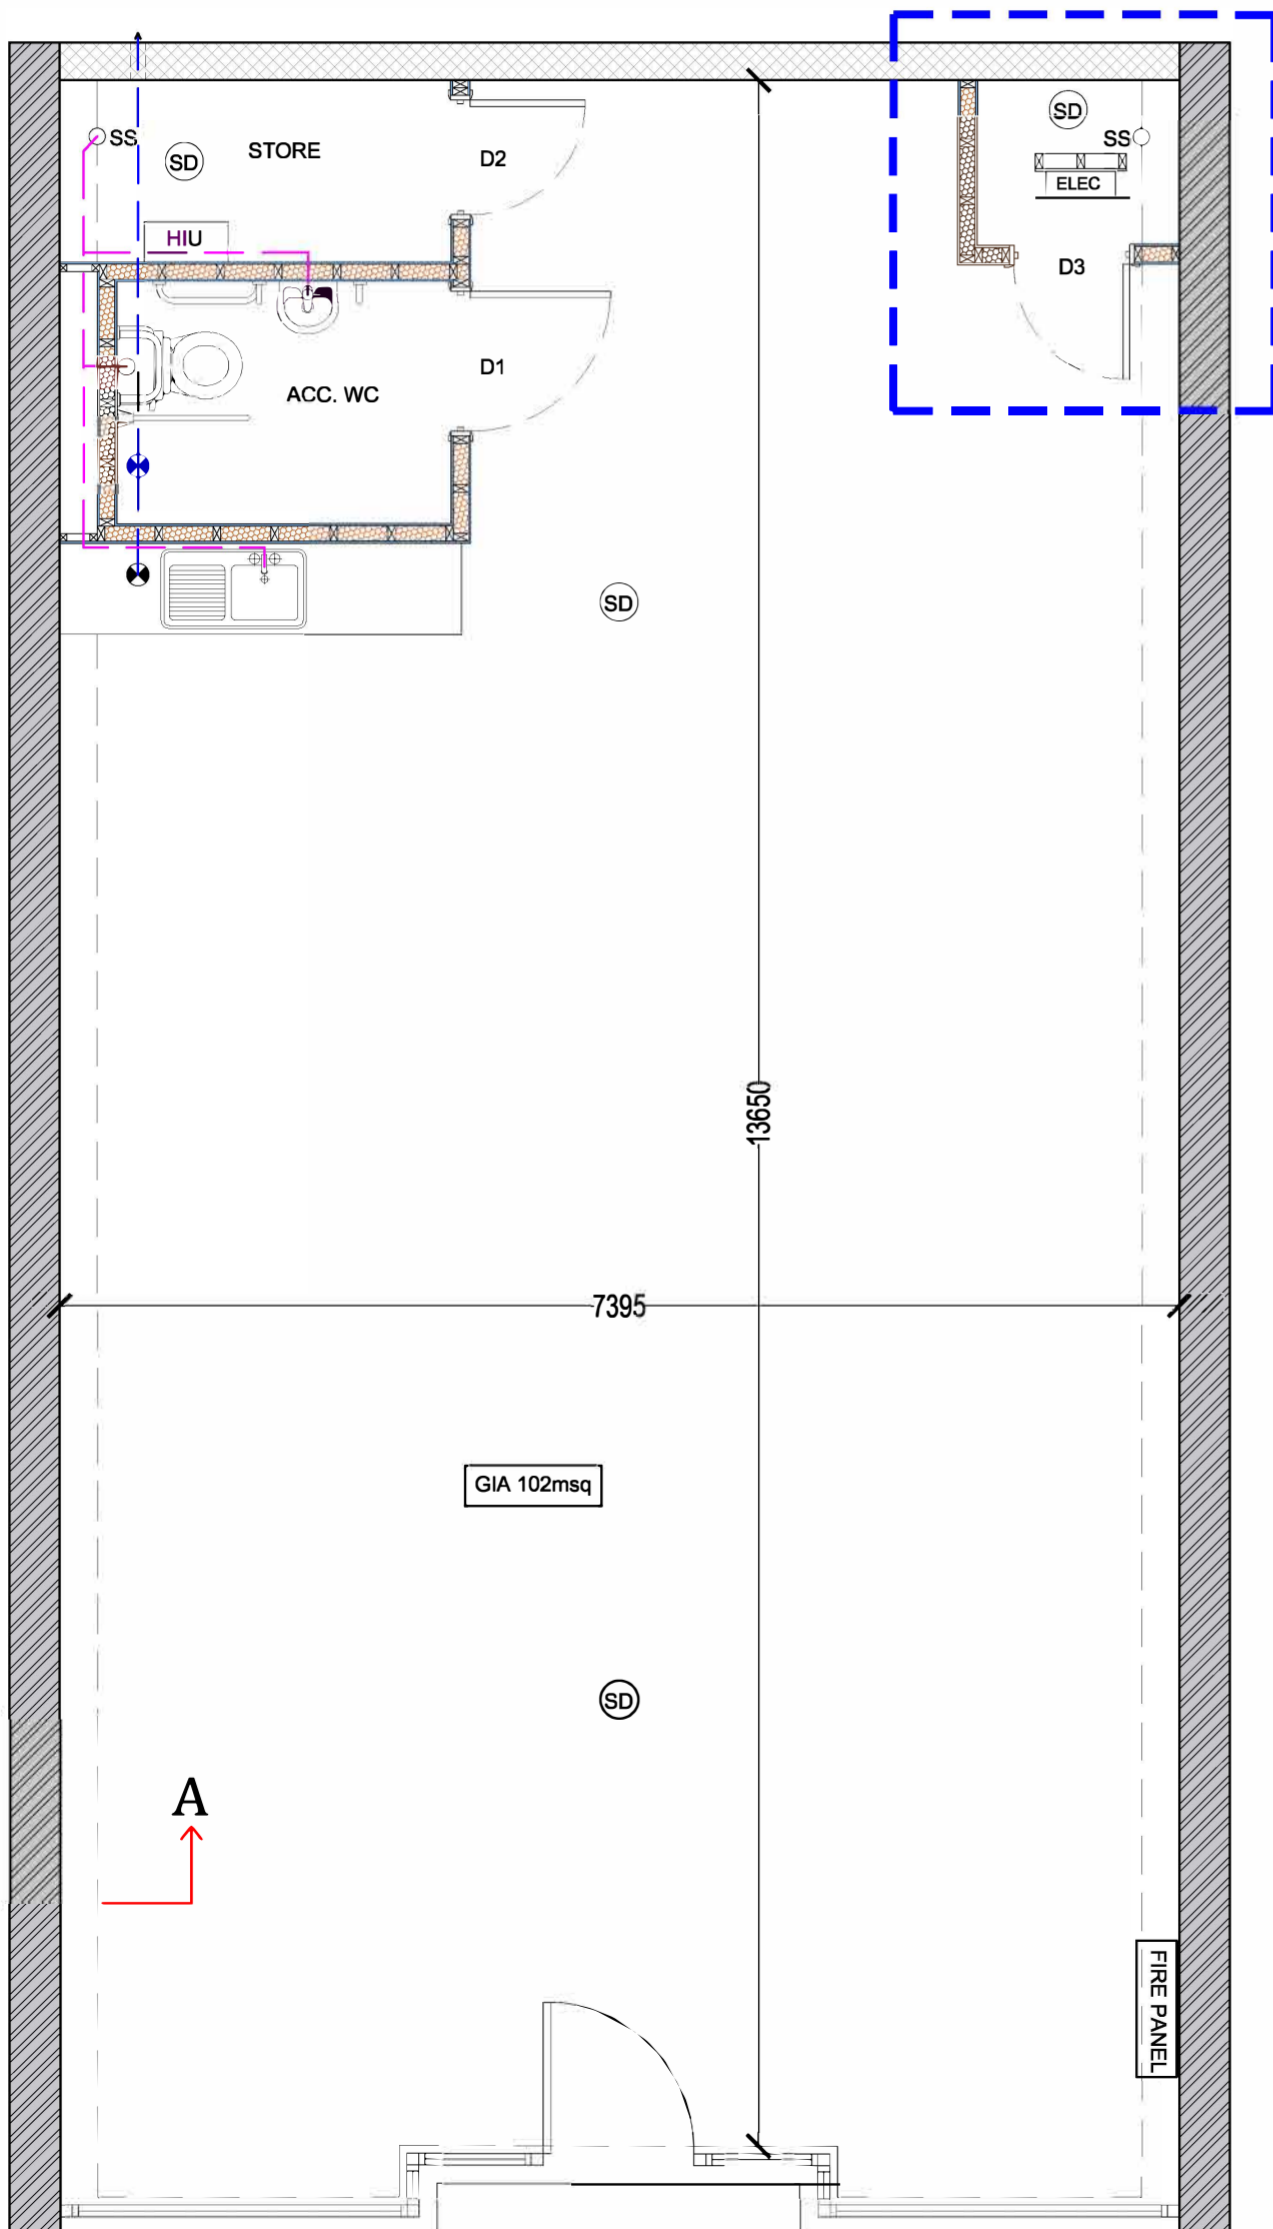 SD
SS
STORE
D2
SS
SD
ELEC
HIU
D3
D1
ACC. WC
SD
13650
7395
GIA 102msq
SD
A
FIRE PANEL